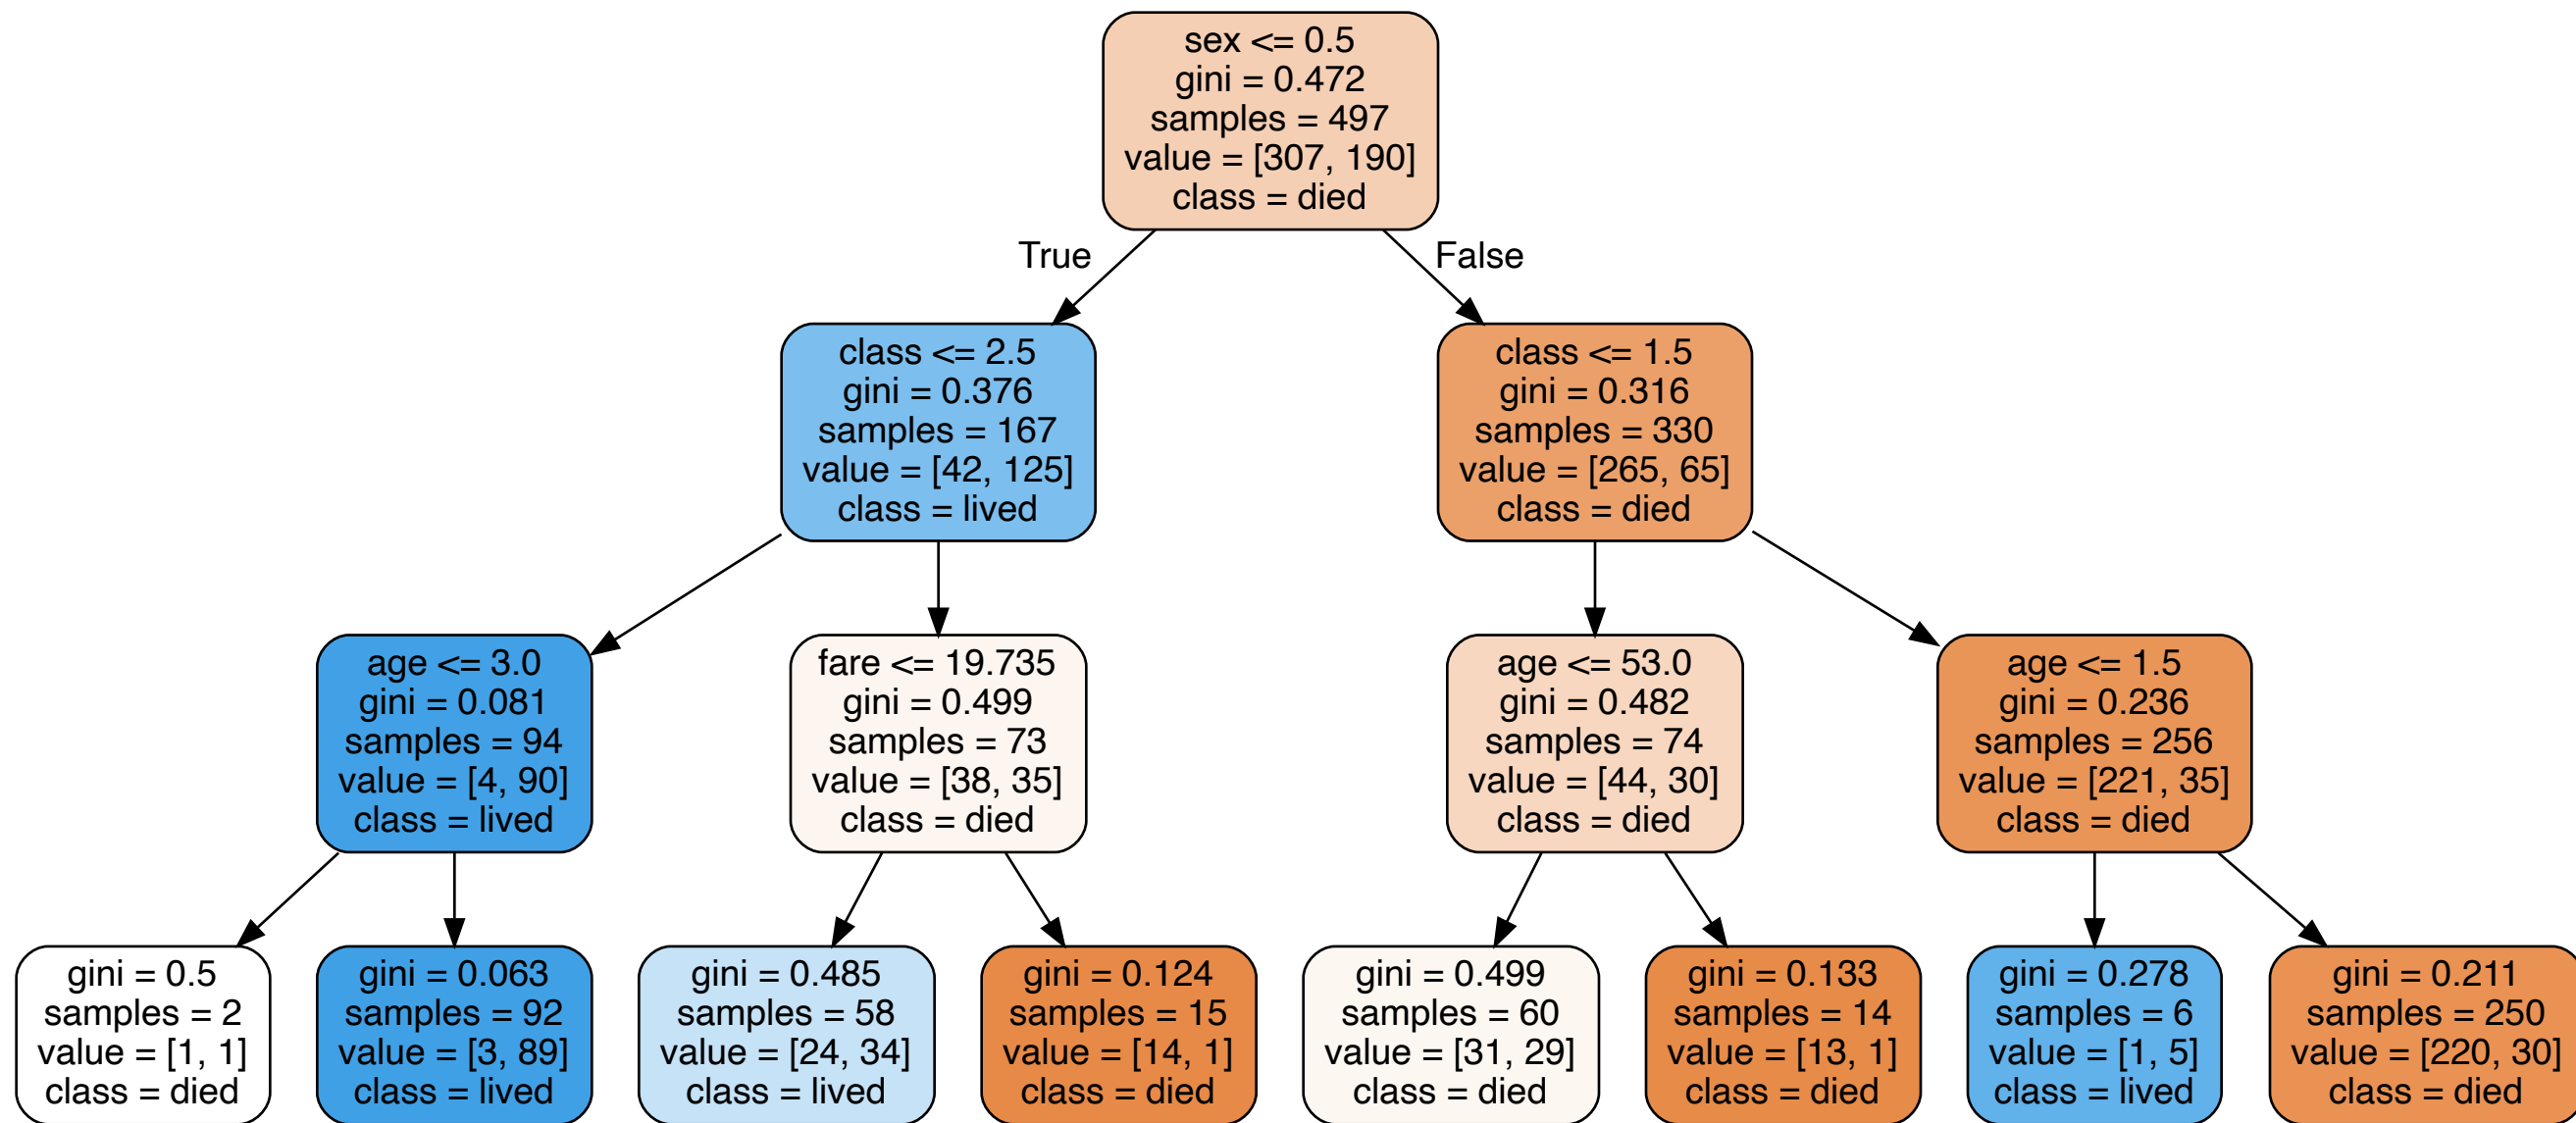 sex <= 0.5
gini = 0.472
samples = 497
value = [307, 190]
class = died
True
False
class <= 2.5
gini = 0.376
samples = 167
value = [42, 125]
class = lived
class <= 1.5
gini = 0.316
samples = 330
value = [265, 65]
class = died
age <= 3.0
gini = 0.081
samples = 94
value = [4, 90]
class = lived
fare <= 19.735
gini = 0.499
samples = 73
value = [38, 35]
class = died
age <= 53.0
gini = 0.482
samples = 74
value = [44, 30]
class = died
age <= 1.5
gini = 0.236
samples = 256
value = [221, 35]
class = died
gini = 0.5
samples = 2
value = [1, 1]
class = died
gini = 0.063
samples = 92
value = [3, 89]
class = lived
gini = 0.485
samples = 58
value = [24, 34]
class = lived
gini = 0.124
samples = 15
value = [14, 1]
class = died
gini = 0.499
samples = 60
value = [31, 29]
class = died
gini = 0.133
samples = 14
value = [13, 1]
class = died
gini = 0.278
samples = 6
value = [1, 5]
class = lived
gini = 0.211
samples = 250
value = [220, 30]
class = died